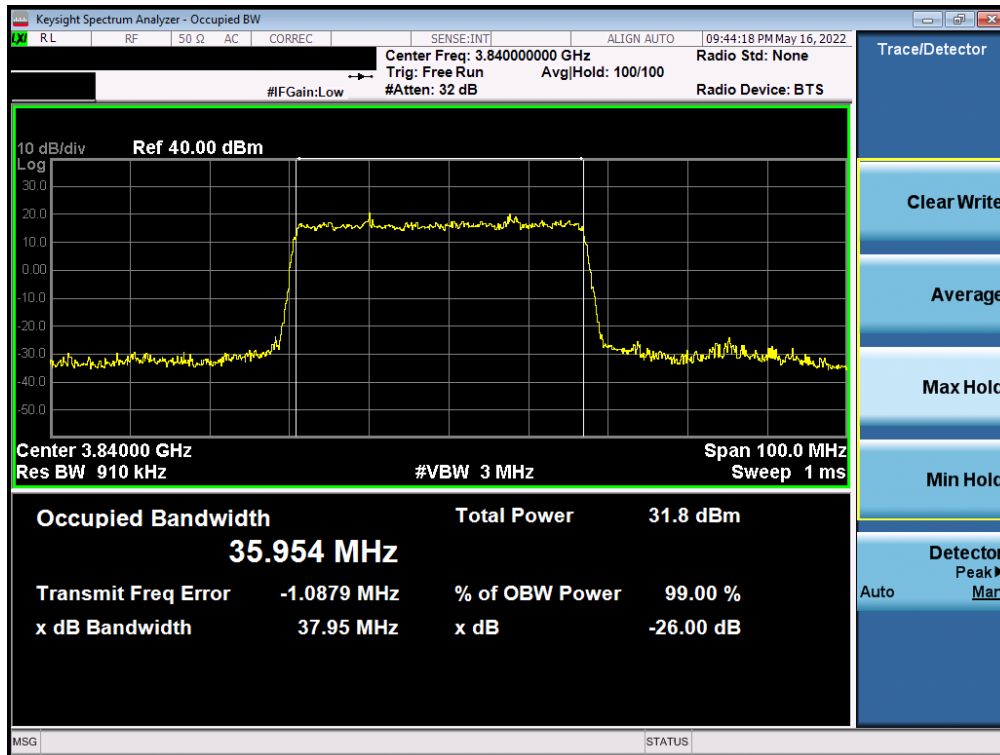 Keysight Spectrum Analyzer - Occupied BW
LXI RL RF 50 Ω AC CORREC SENSE:INT ALIGN AUTO 09:44:18 PM May 16, 2022
Center Freq: 3.840000000 GHz Radio Std: None
Trig: Free Run Avg|Hold: 100/100
#IFGain:Low #Atten: 32 dB Radio Device: BTS
Trace/Detector
10 dB/div Ref 40.00 dBm
Log
30.0
20.0
10.0
0.00
-10.0
-20.0
-30.0
-40.0
-50.0
Center 3.84000 GHz Span 100.0 MHz
Res BW 910 kHz #VBW 3 MHz Sweep 1 ms
Occupied Bandwidth Total Power 31.8 dBm
35.954 MHz
Transmit Freq Error -1.0879 MHz % of OBW Power 99.00 %
x dB Bandwidth 37.95 MHz x dB -26.00 dB
Clear Write
Average
Max Hold
Min Hold
Detector
Peak▶
Auto Man
MSG STATUS